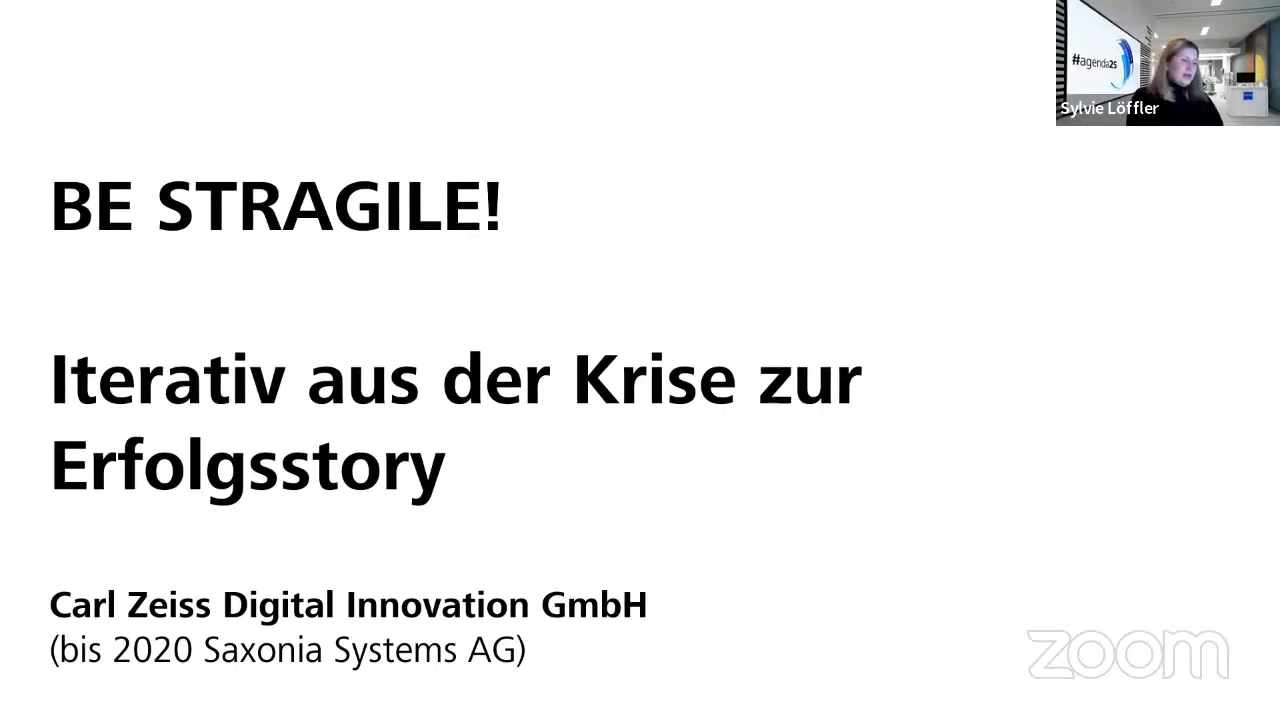 #agenda25
Sylvie Löffler
BE STRAGILE!
Iterativ aus der Krise zur
Erfolgsstory
Carl Zeiss Digital Innovation GmbH
(bis 2020 Saxonia Systems AG)
zoom